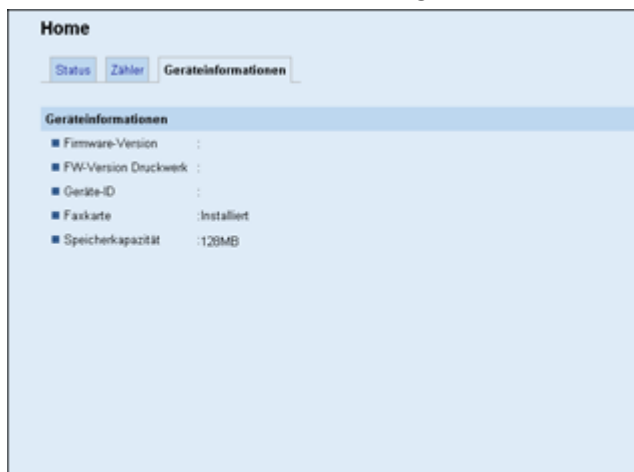 Home
Status Zähler Geräteinformationen
Geräteinformationen
Firmware-Version :
FW-Version Druckwerk :
Geräte-ID :
Faxkarte :Installiert
Speicherkapazität :128MB